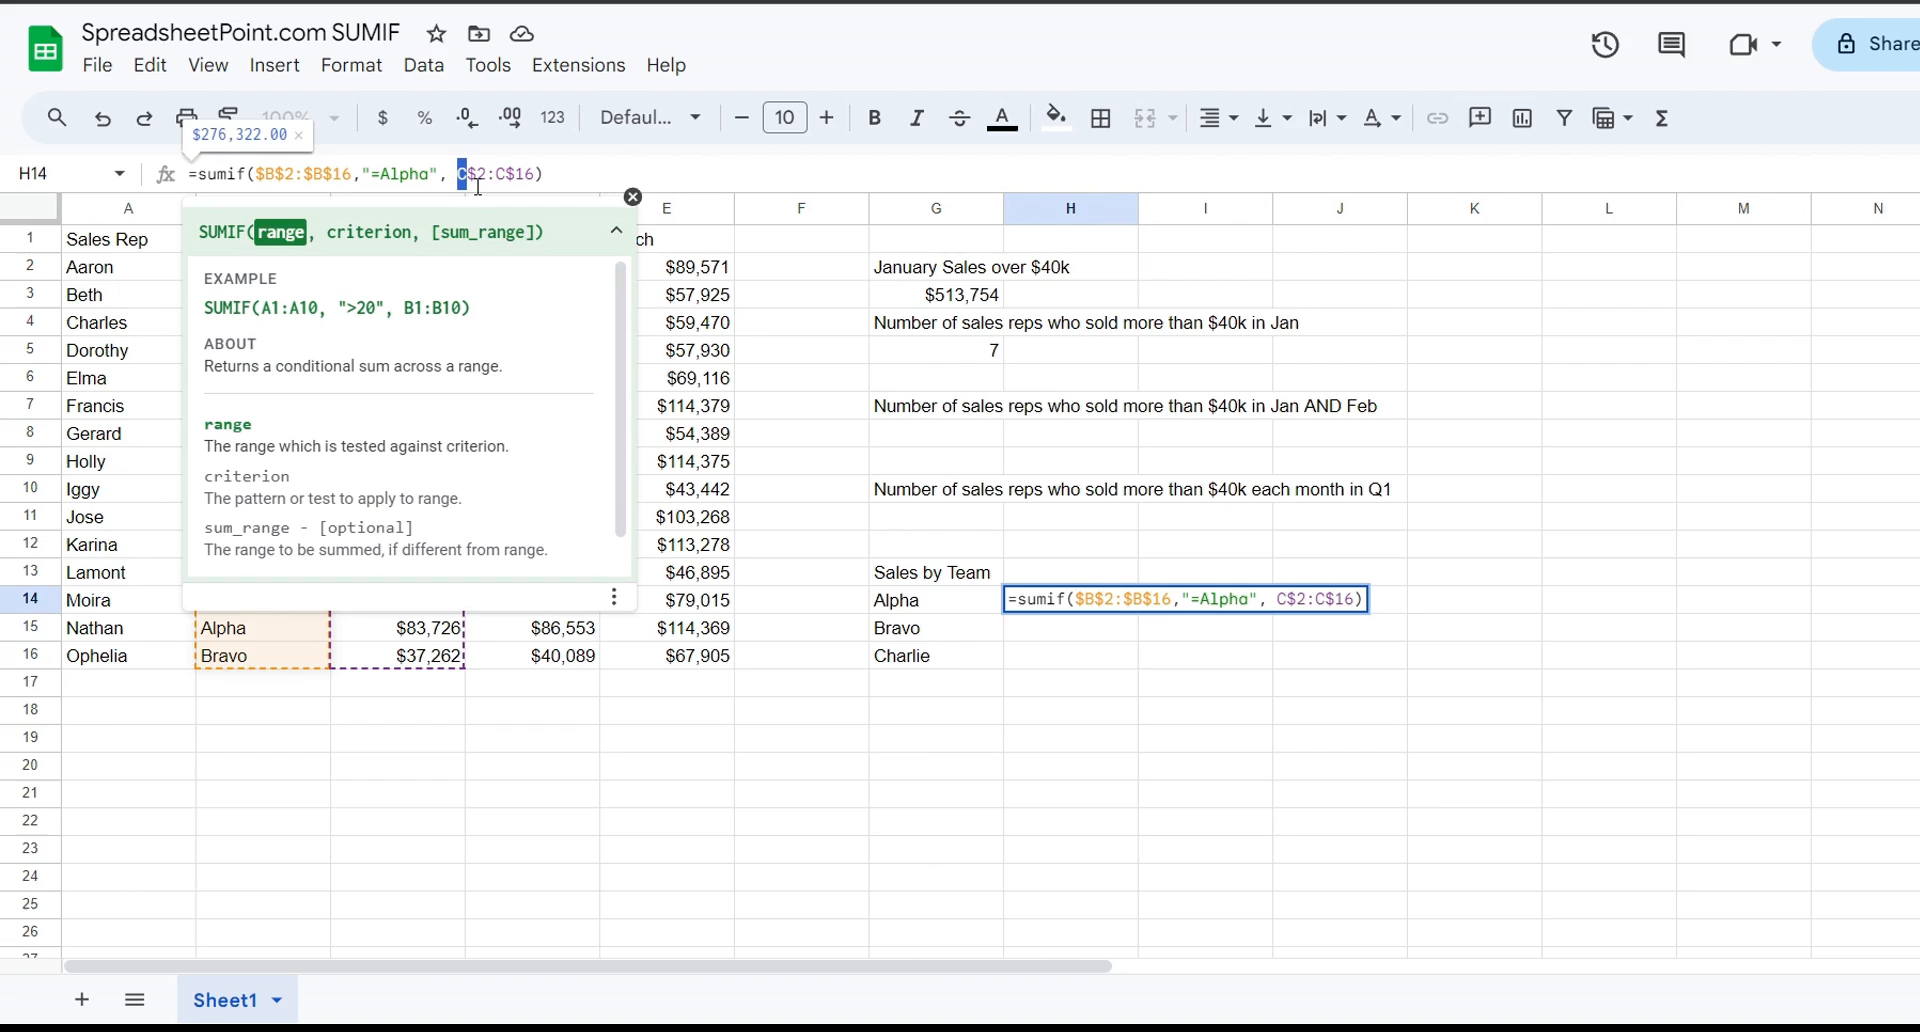 SpreadsheetPoint.com SUMIF
File Edit View Insert Format Data Tools Extensions Help
Share
100% $ % .0 .00 123 Defaul... 10 B I A
$276,322.00
H14 fx =sumif($B$2:$B$16,"=Alpha", C$2:C$16)
A E F G H I J K L M N
SUMIF(range, criterion, [sum_range])
EXAMPLE
SUMIF(A1:A10, ">20", B1:B10)
ABOUT
Returns a conditional sum across a range.
range
The range which is tested against criterion.
criterion
The pattern or test to apply to range.
sum_range - [optional]
The range to be summed, if different from range.
1 Sales Rep ch
2 Aaron $89,571 January Sales over $40k
3 Beth $57,925 $513,754
4 Charles $59,470 Number of sales reps who sold more than $40k in Jan
5 Dorothy $57,930 7
6 Elma $69,116
7 Francis $114,379 Number of sales reps who sold more than $40k in Jan AND Feb
8 Gerard $54,389
9 Holly $114,375
10 Iggy $43,442 Number of sales reps who sold more than $40k each month in Q1
11 Jose $103,268
12 Karina $113,278
13 Lamont $46,895 Sales by Team
14 Moira $79,015 Alpha =sumif($B$2:$B$16,"=Alpha", C$2:C$16)
15 Nathan Alpha $83,726 $86,553 $114,369 Bravo
16 Ophelia Bravo $37,262 $40,089 $67,905 Charlie
17
18
19
20
21
22
23
24
25
26
27
Sheet1